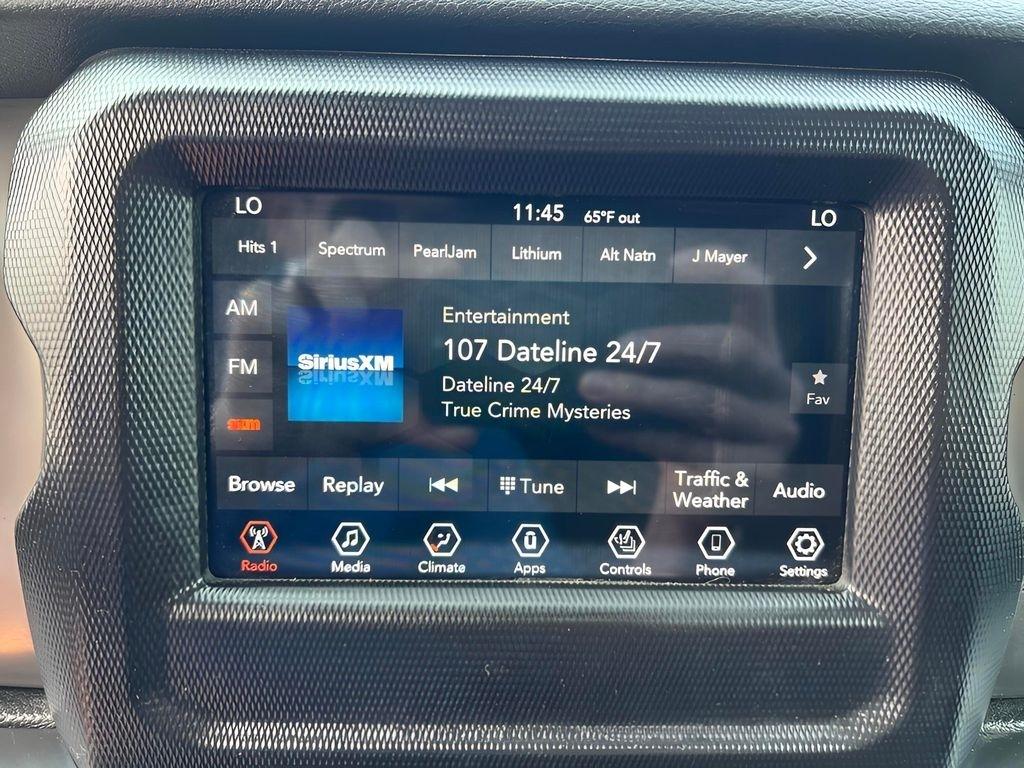 LO 11:45 65°F out LO
Hits 1 Spectrum PearlJam Lithium Alt Natn J Mayer
AM
FM
SiriusXM
Entertainment
107 Dateline 24/7
Dateline 24/7
True Crime Mysteries
Fav
Browse Replay Tune Traffic &
Weather Audio
Radio Media Climate Apps Controls Phone Settings